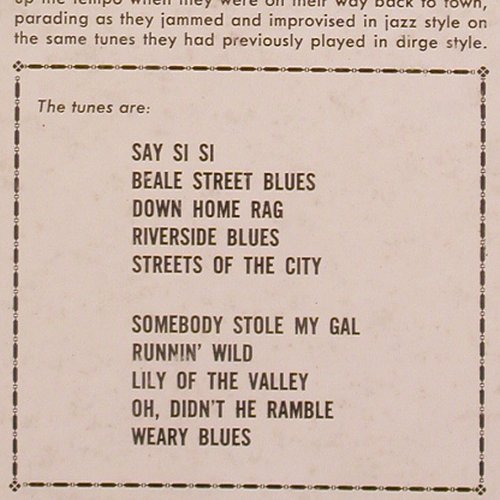 up the tempo when they were on their way back to town,
parading as they jammed and improvised in jazz style on
the same tunes they had previously played in dirge style.
The tunes are:
SAY SI SI
BEALE STREET BLUES
DOWN HOME RAG
RIVERSIDE BLUES
STREETS OF THE CITY
SOMEBODY STOLE MY GAL
RUNNIN' WILD
LILY OF THE VALLEY
OH, DIDN'T HE RAMBLE
WEARY BLUES